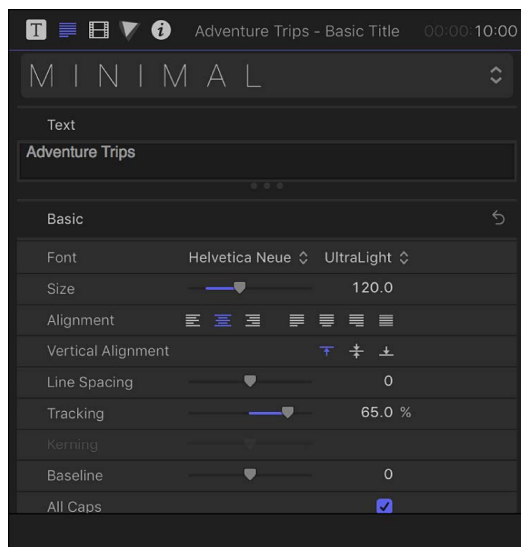 T i Adventure Trips - Basic Title 00:00:10:00
MINIMAL
Text
Adventure Trips
Basic
Font Helvetica Neue UltraLight
Size 120.0
Alignment
Vertical Alignment
Line Spacing 0
Tracking 65.0 %
Kerning
Baseline 0
All Caps